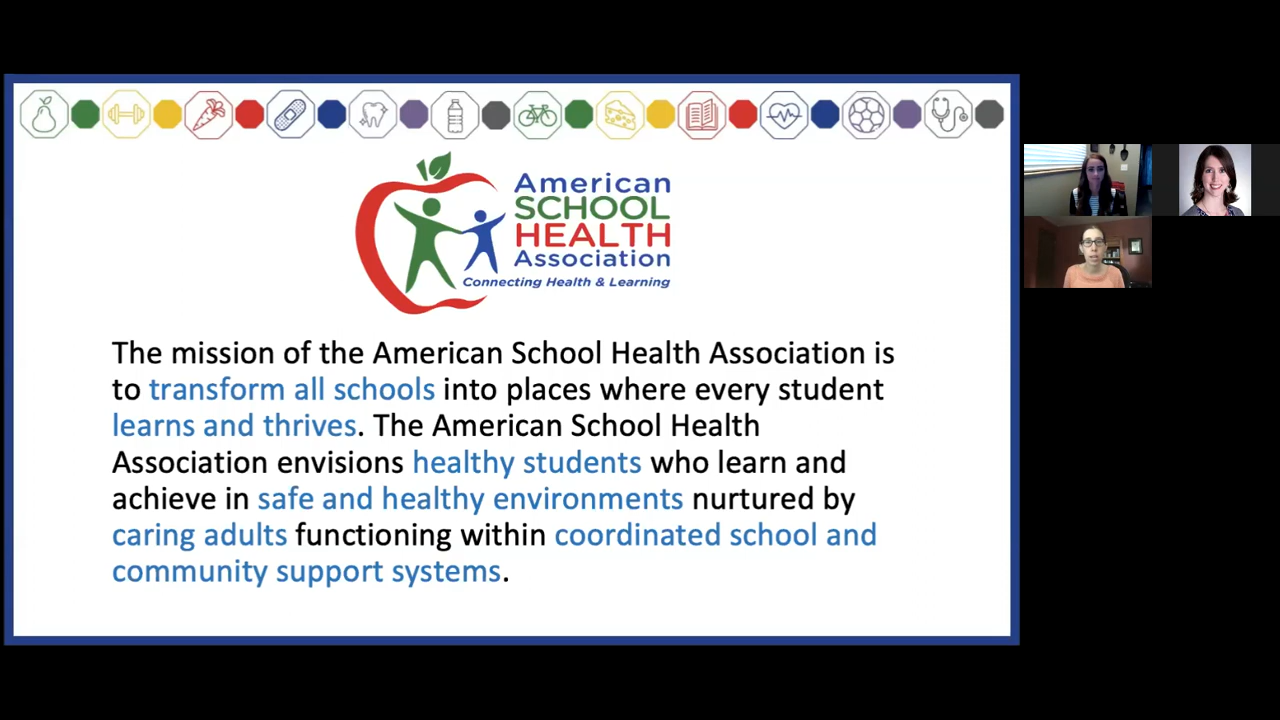 American
SCHOOL
HEALTH
Association
Connecting Health & Learning
The mission of the American School Health Association is
to transform all schools into places where every student
learns and thrives. The American School Health
Association envisions healthy students who learn and
achieve in safe and healthy environments nurtured by
caring adults functioning within coordinated school and
community support systems.